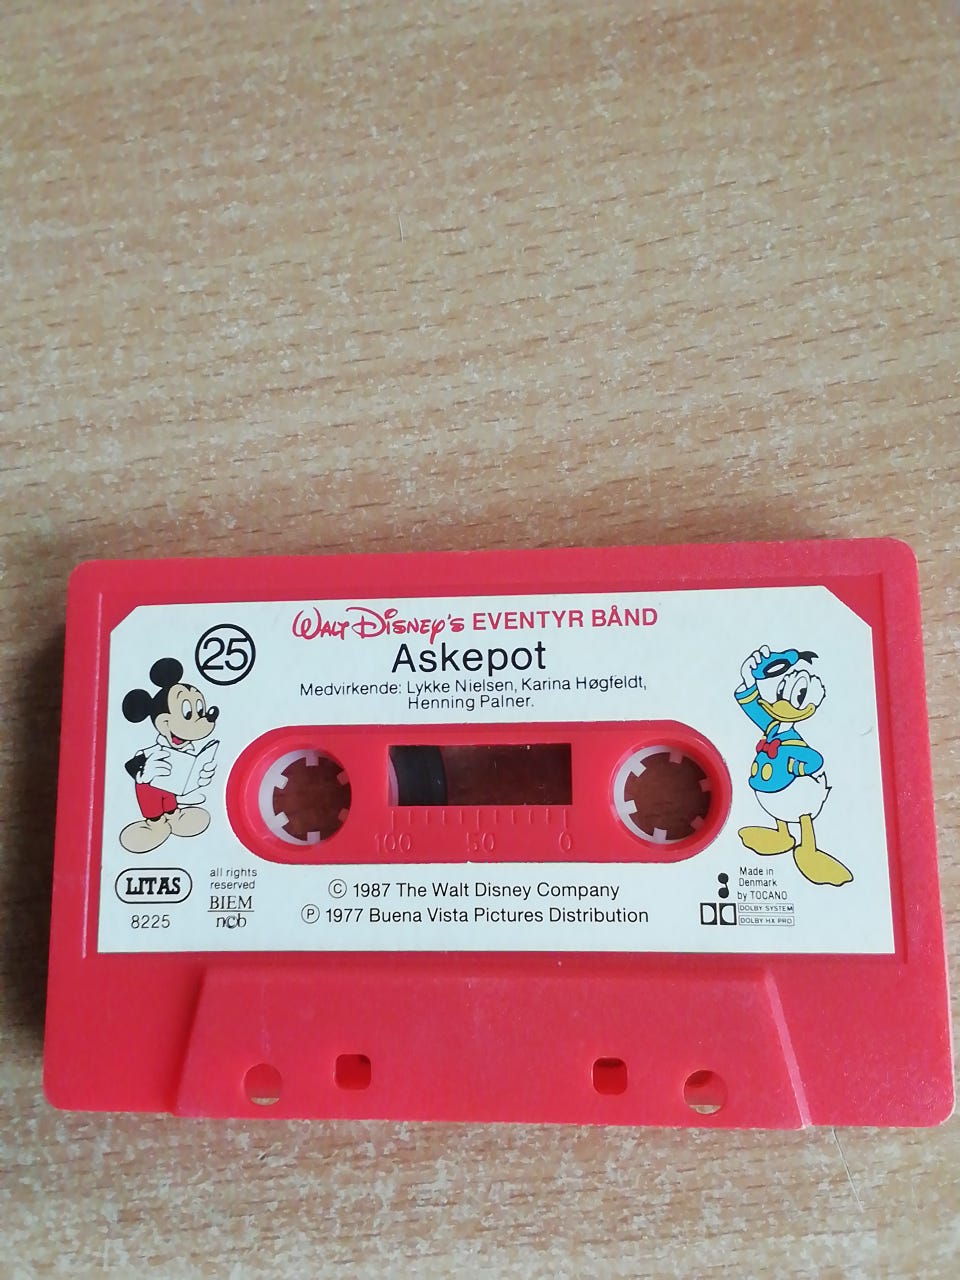 25
Walt Disney's EVENTYR BÅND
Askepot
Medvirkende: Lykke Nielsen, Karina Høgfeldt,
Henning Palner.
100 50 0
LITAS
8225
all rights
reserved
BIEM
ncb
© 1987 The Walt Disney Company
Ⓟ 1977 Buena Vista Pictures Distribution
Made in
Denmark
by TOCANO
DOLBY SYSTEM
DOLBY HX PRO